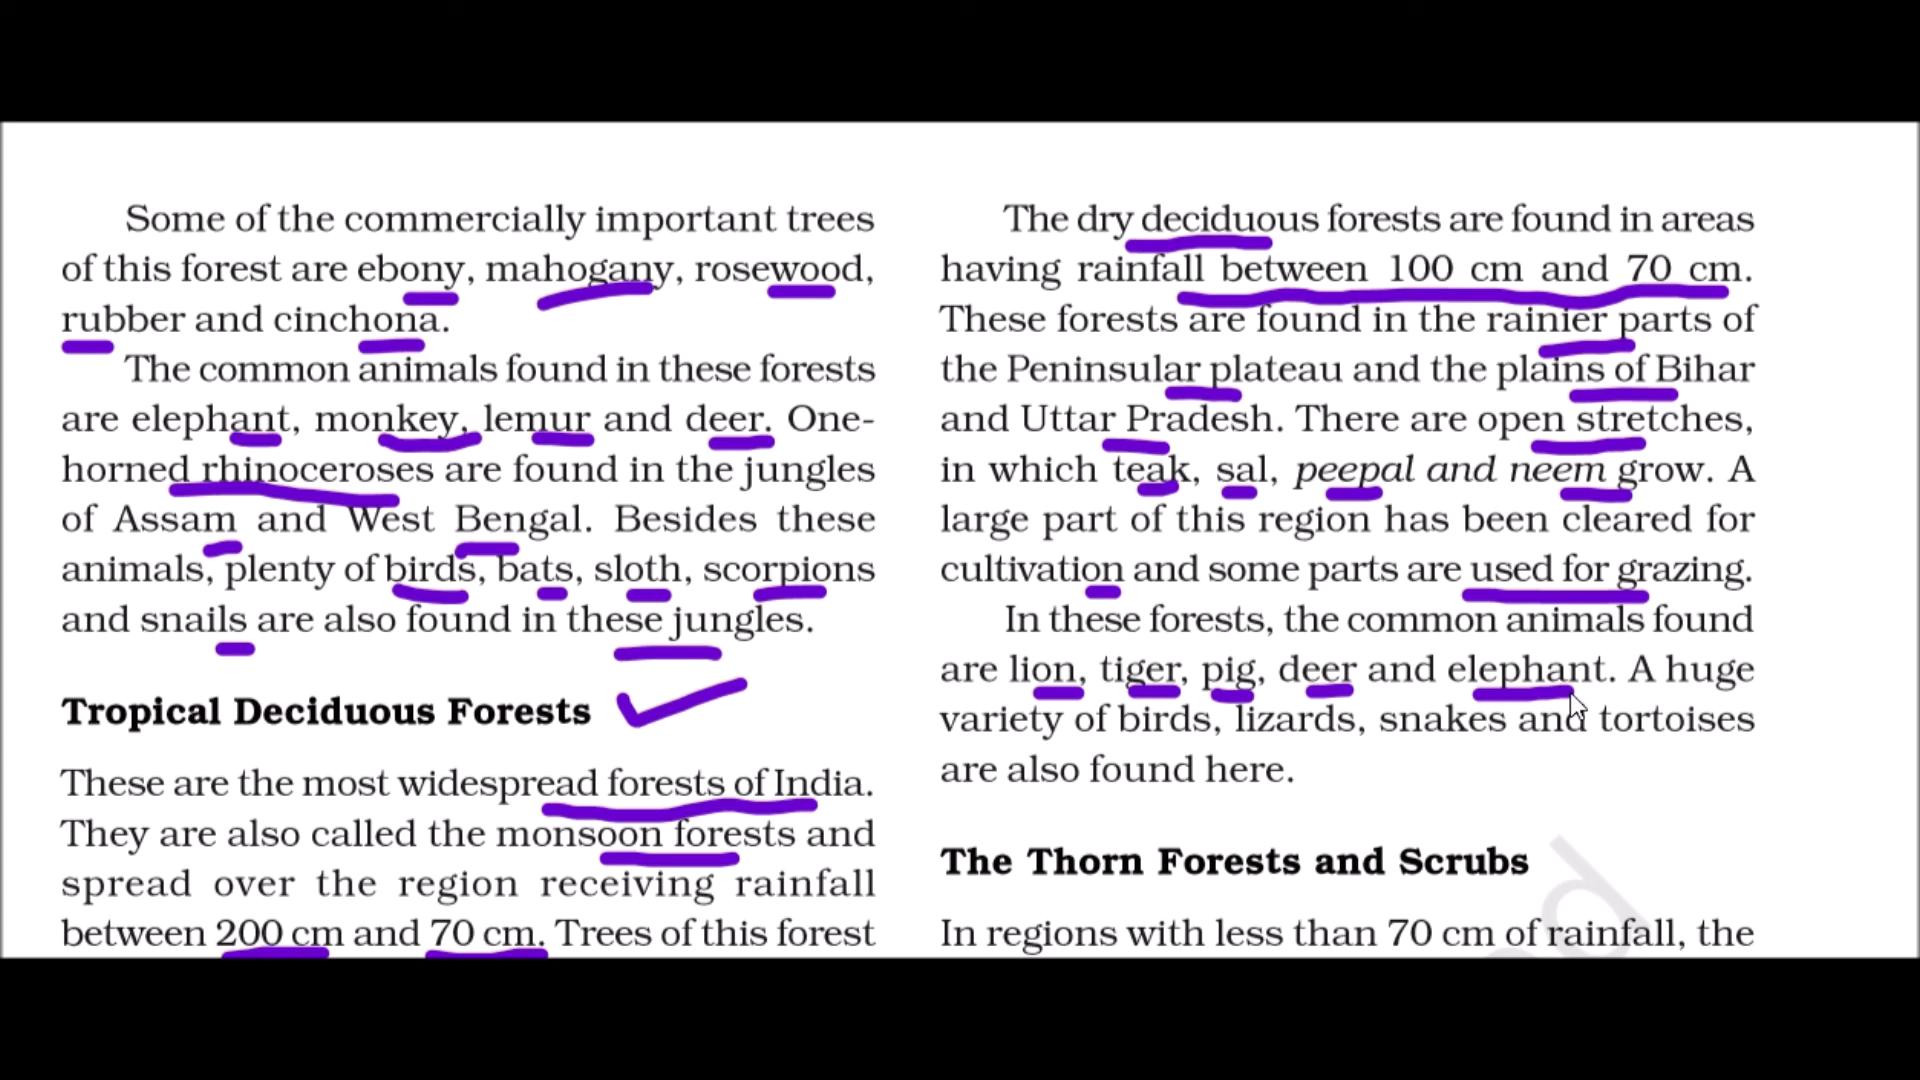 Some of the commercially important trees
of this forest are ebony, mahogany, rosewood,
rubber and cinchona.
The common animals found in these forests
are elephant, monkey, lemur and deer. One-
horned rhinoceroses are found in the jungles
of Assam and West Bengal. Besides these
animals, plenty of birds, bats, sloth, scorpions
and snails are also found in these jungles.
Tropical Deciduous Forests
These are the most widespread forests of India.
They are also called the monsoon forests and
spread over the region receiving rainfall
between 200 cm and 70 cm. Trees of this forest
The dry deciduous forests are found in areas
having rainfall between 100 cm and 70 cm.
These forests are found in the rainier parts of
the Peninsular plateau and the plains of Bihar
and Uttar Pradesh. There are open stretches,
in which teak, sal, peepal and neem grow. A
large part of this region has been cleared for
cultivation and some parts are used for grazing.
In these forests, the common animals found
are lion, tiger, pig, deer and elephant. A huge
variety of birds, lizards, snakes and tortoises
are also found here.
The Thorn Forests and Scrubs
In regions with less than 70 cm of rainfall, the